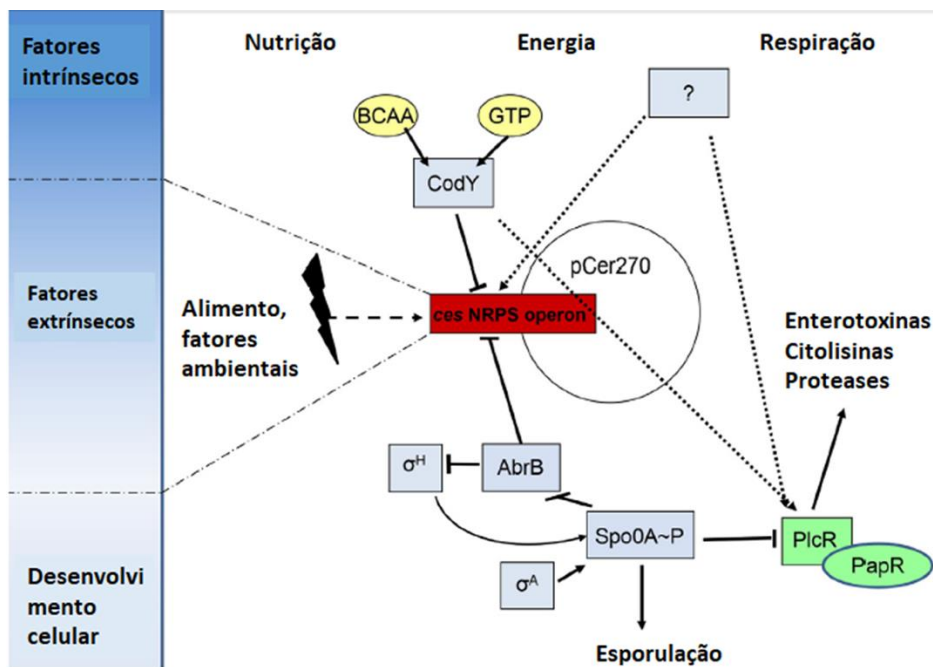 Fatores
intrínsecos
Nutrição
Energia
Respiração
BCAA
GTP
?
CodY
pCer270
Fatores
extrínsecos
Alimento,
fatores
ambientais
ces NRPS operon
Enterotoxinas
Citolisinas
Proteases
σᴴ
AbrB
Spo0A~P
PlcR
PapR
σᴬ
Desenvolvi
mento
celular
Esporulação